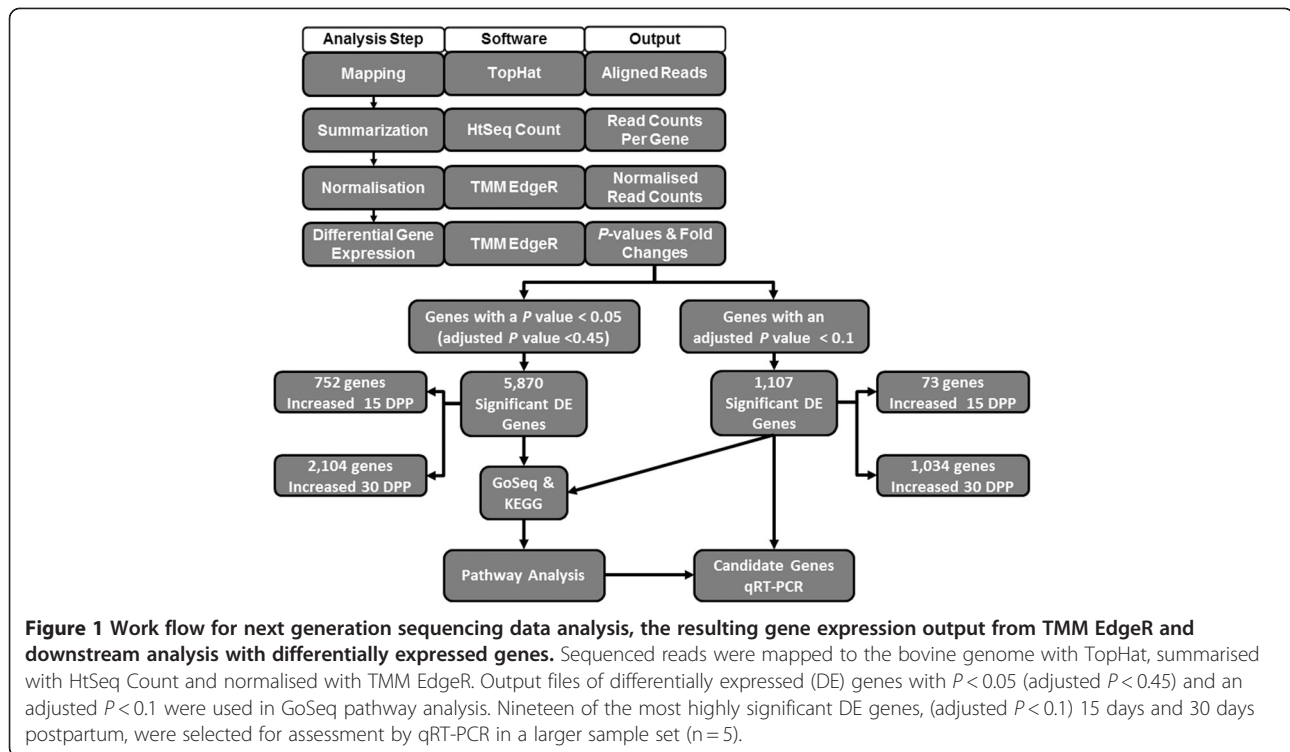 Analysis Step Software Output
Mapping TopHat Aligned Reads
Summarization HtSeq Count Read Counts
Per Gene
Normalisation TMM EdgeR Normalised
Read Counts
Differential Gene
Expression TMM EdgeR P-values & Fold
Changes
Genes with a P value < 0.05
(adjusted P value <0.45)
Genes with an
adjusted P value < 0.1
752 genes
Increased 15 DPP
5,870
Significant DE
Genes
1,107
Significant DE
Genes
73 genes
Increased 15 DPP
2,104 genes
Increased 30 DPP
GoSeq &
KEGG
1,034 genes
Increased 30 DPP
Pathway Analysis
Candidate Genes
qRT-PCR
Figure 1 Work flow for next generation sequencing data analysis, the resulting gene expression output from TMM EdgeR and
downstream analysis with differentially expressed genes. Sequenced reads were mapped to the bovine genome with TopHat, summarised
with HtSeq Count and normalised with TMM EdgeR. Output files of differentially expressed (DE) genes with P < 0.05 (adjusted P < 0.45) and an
adjusted P < 0.1 were used in GoSeq pathway analysis. Nineteen of the most highly significant DE genes, (adjusted P < 0.1) 15 days and 30 days
postpartum, were selected for assessment by qRT-PCR in a larger sample set (n = 5).